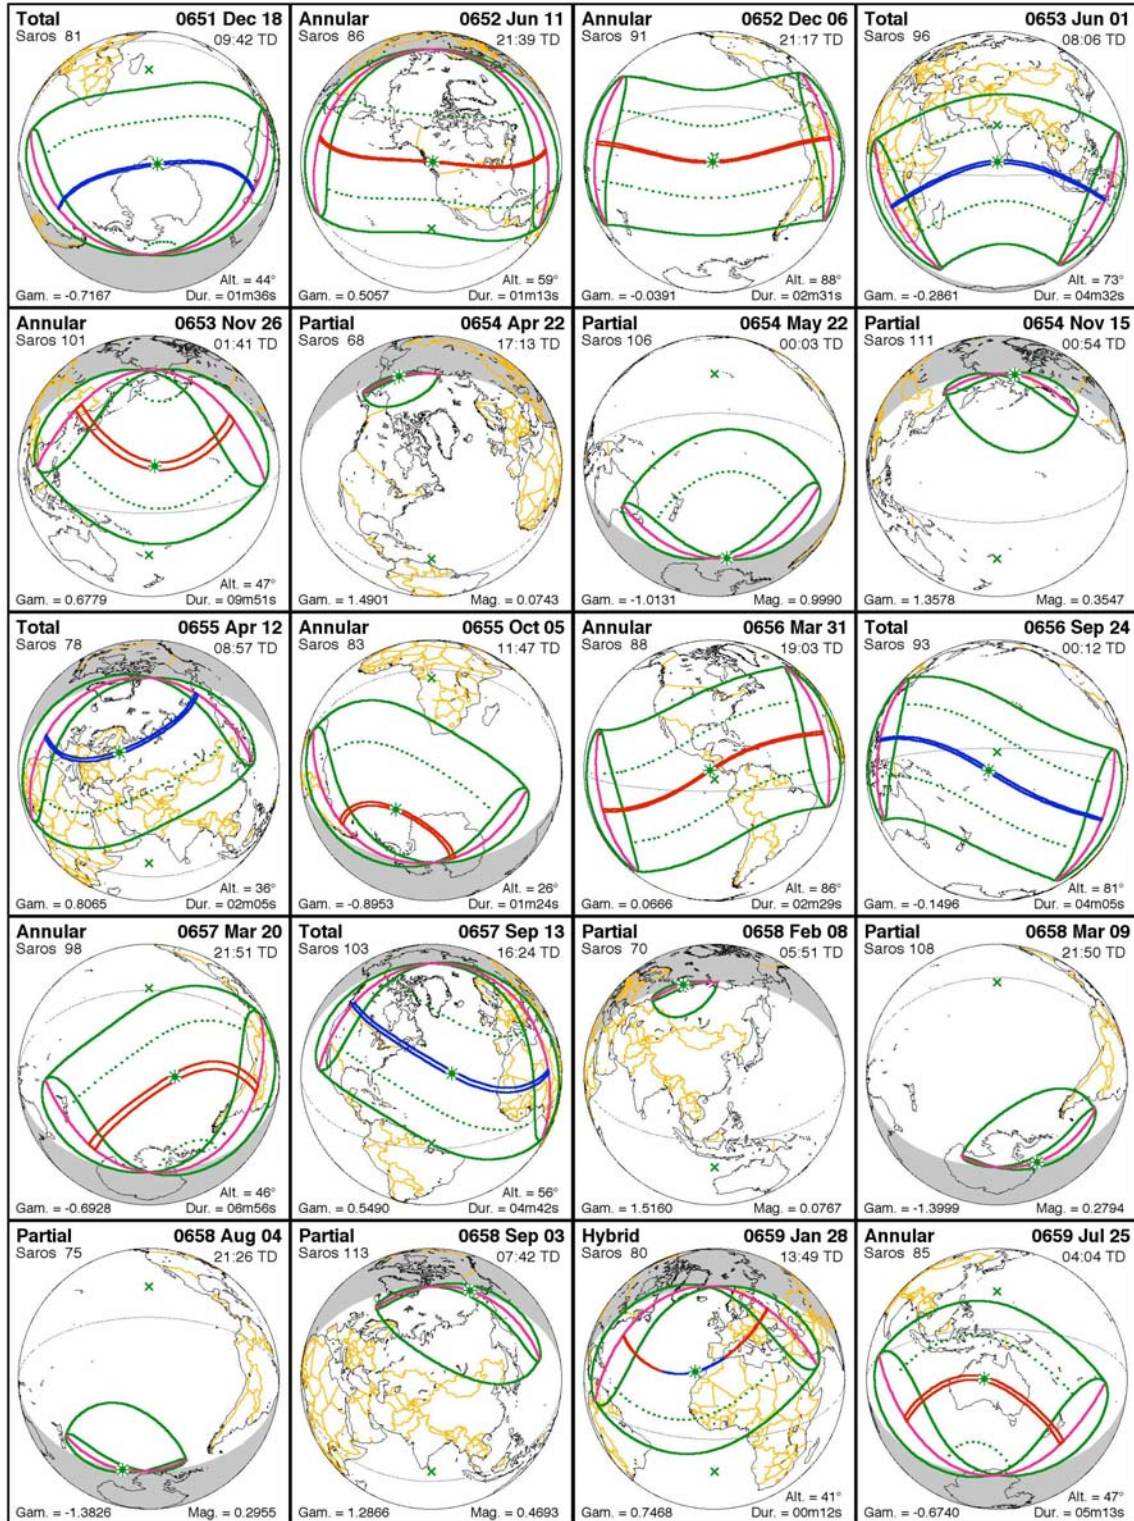 Total 0651 Dec 18
Saros 81 09:42 TD
Alt. = 44°
Gam. = -0.7167 Dur. = 01m36s
Annular 0652 Jun 11
Saros 86 21:39 TD
Alt. = 59°
Gam. = 0.5057 Dur. = 01m13s
Annular 0652 Dec 06
Saros 91 21:17 TD
Alt. = 88°
Gam. = -0.0391 Dur. = 02m31s
Total 0653 Jun 01
Saros 96 08:06 TD
Alt. = 73°
Gam. = -0.2861 Dur. = 04m32s
Annular 0653 Nov 26
Saros 101 01:41 TD
Alt. = 47°
Gam. = 0.6779 Dur. = 09m51s
Partial 0654 Apr 22
Saros 68 17:13 TD
Gam. = 1.4901 Mag. = 0.0743
Partial 0654 May 22
Saros 106 00:03 TD
Gam. = -1.0131 Mag. = 0.9990
Partial 0654 Nov 15
Saros 111 00:54 TD
Gam. = 1.3578 Mag. = 0.3547
Total 0655 Apr 12
Saros 78 08:57 TD
Alt. = 36°
Gam. = 0.8065 Dur. = 02m05s
Annular 0655 Oct 05
Saros 83 11:47 TD
Alt. = 26°
Gam. = -0.8953 Dur. = 01m24s
Annular 0656 Mar 31
Saros 88 19:03 TD
Alt. = 86°
Gam. = 0.0666 Dur. = 02m29s
Total 0656 Sep 24
Saros 93 00:12 TD
Alt. = 81°
Gam. = -0.1496 Dur. = 04m05s
Annular 0657 Mar 20
Saros 98 21:51 TD
Alt. = 46°
Gam. = -0.6928 Dur. = 06m56s
Total 0657 Sep 13
Saros 103 16:24 TD
Alt. = 56°
Gam. = 0.5490 Dur. = 04m42s
Partial 0658 Feb 08
Saros 70 05:51 TD
Gam. = 1.5160 Mag. = 0.0767
Partial 0658 Mar 09
Saros 108 21:50 TD
Gam. = -1.3999 Mag. = 0.2794
Partial 0658 Aug 04
Saros 75 21:26 TD
Gam. = -1.3826 Mag. = 0.2955
Partial 0658 Sep 03
Saros 113 07:42 TD
Gam. = 1.2866 Mag. = 0.4693
Hybrid 0659 Jan 28
Saros 80 13:49 TD
Alt. = 41°
Gam. = 0.7468 Dur. = 00m12s
Annular 0659 Jul 25
Saros 85 04:04 TD
Alt. = 47°
Gam. = -0.6740 Dur. = 05m13s